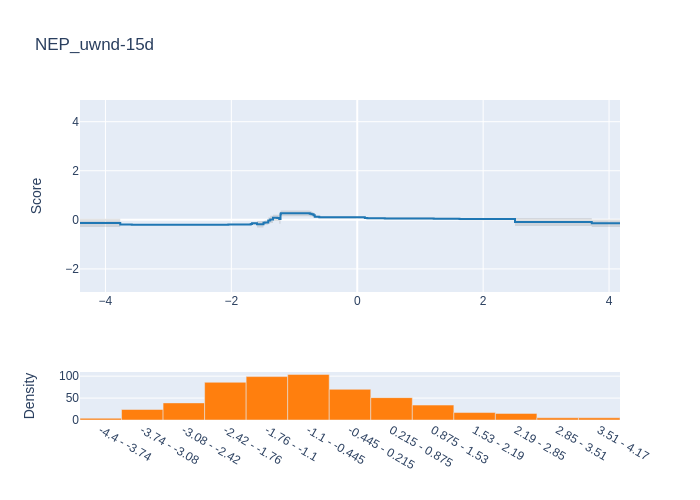 NEP_uwnd-15d
Score
4
2
0
−2
−4
−2
0
2
4
Density
100
50
0
-4.4 - -3.74
-3.74 - -3.08
-3.08 - -2.42
-2.42 - -1.76
-1.76 - -1.1
-1.1 - -0.445
-0.445 - 0.215
0.215 - 0.875
0.875 - 1.53
1.53 - 2.19
2.19 - 2.85
2.85 - 3.51
3.51 - 4.17